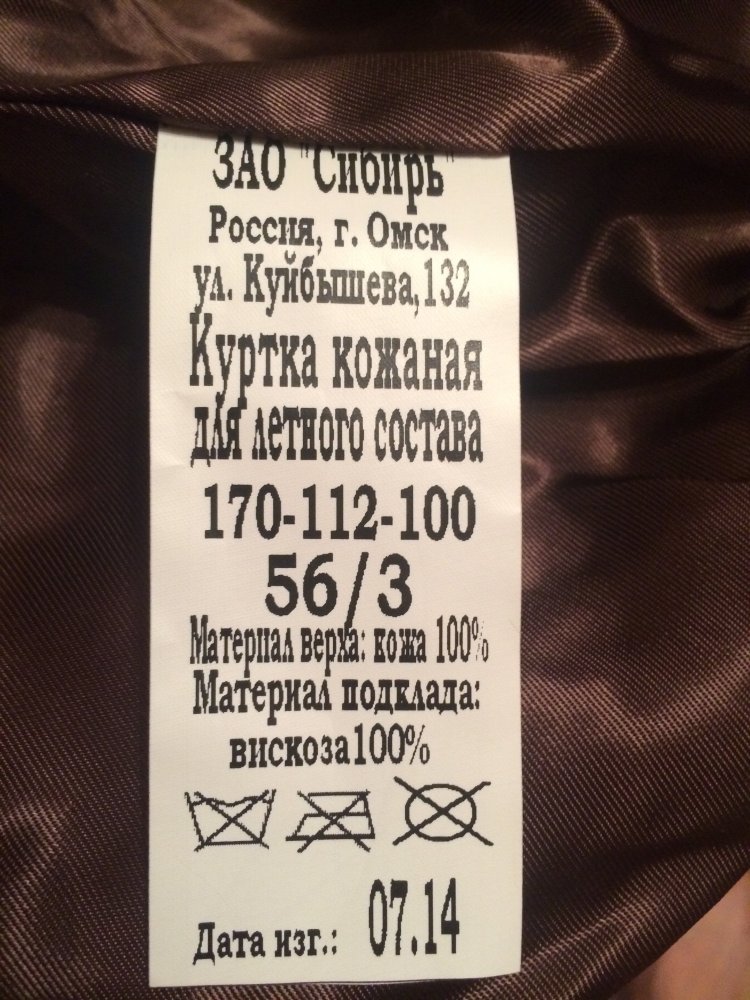 ЗАО "Сибирь"
Россия, г. Омск
ул. Куйбышева,132
Куртка кожаная
для летного состава
170-112-100
56/3
Материал верха: кожа 100%
Материал подклада:
вискоза100%
Дата изг.: 07.14